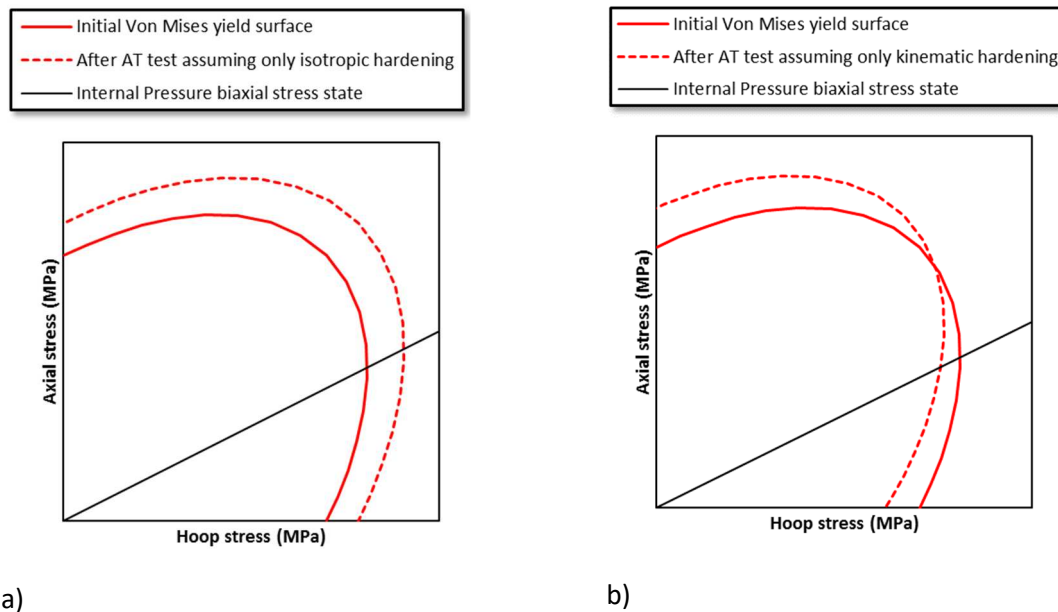 Initial Von Mises yield surface
After AT test assuming only isotropic hardening
Internal Pressure biaxial stress state
Axial stress (MPa)
Hoop stress (MPa)
a)
Initial Von Mises yield surface
After AT test assuming only kinematic hardening
Internal Pressure biaxial stress state
Axial stress (MPa)
Hoop stress (MPa)
b)